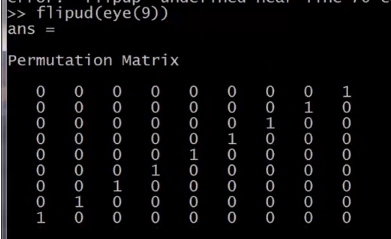 >> flipud(eye(9))
ans =
Permutation Matrix
0 0 0 0 0 0 0 0 1
0 0 0 0 0 0 0 1 0
0 0 0 0 0 0 1 0 0
0 0 0 0 0 1 0 0 0
0 0 0 0 1 0 0 0 0
0 0 0 1 0 0 0 0 0
0 0 1 0 0 0 0 0 0
0 1 0 0 0 0 0 0 0
1 0 0 0 0 0 0 0 0